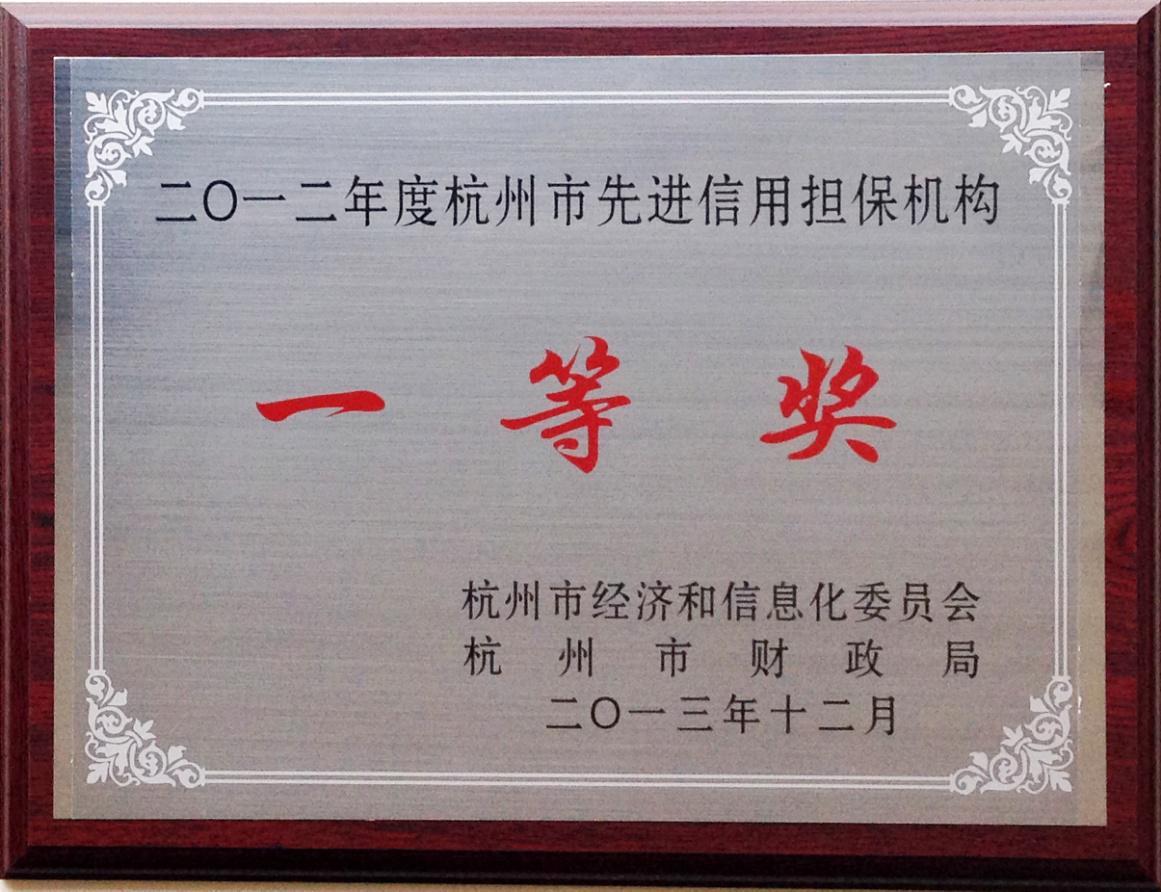 二〇一二年度杭州市先进信用担保机构
一等奖
杭州市经济和信息化委员会
杭州市财政局
二〇一三年十二月